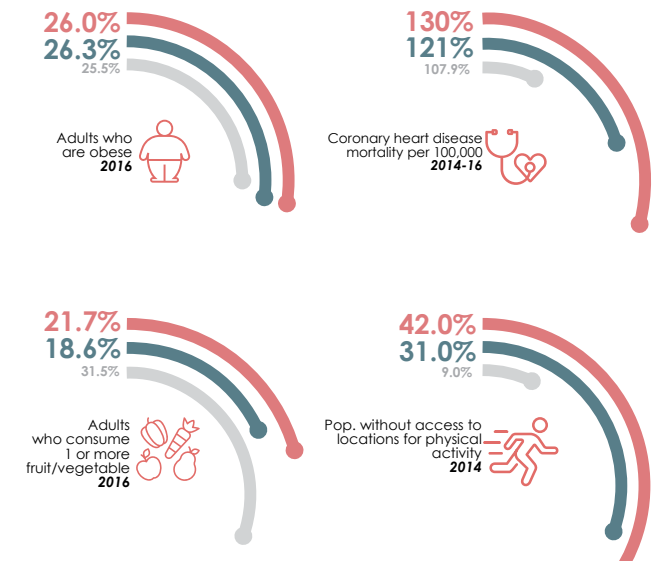 26.0%
26.3%
25.5%
Adults who
are obese
2016
130%
121%
107.9%
Coronary heart disease
mortality per 100,000
2014-16
21.7%
18.6%
31.5%
Adults
who consume
1 or more
fruit/vegetable
2016
42.0%
31.0%
9.0%
Pop. without access to
locations for physical
activity
2014